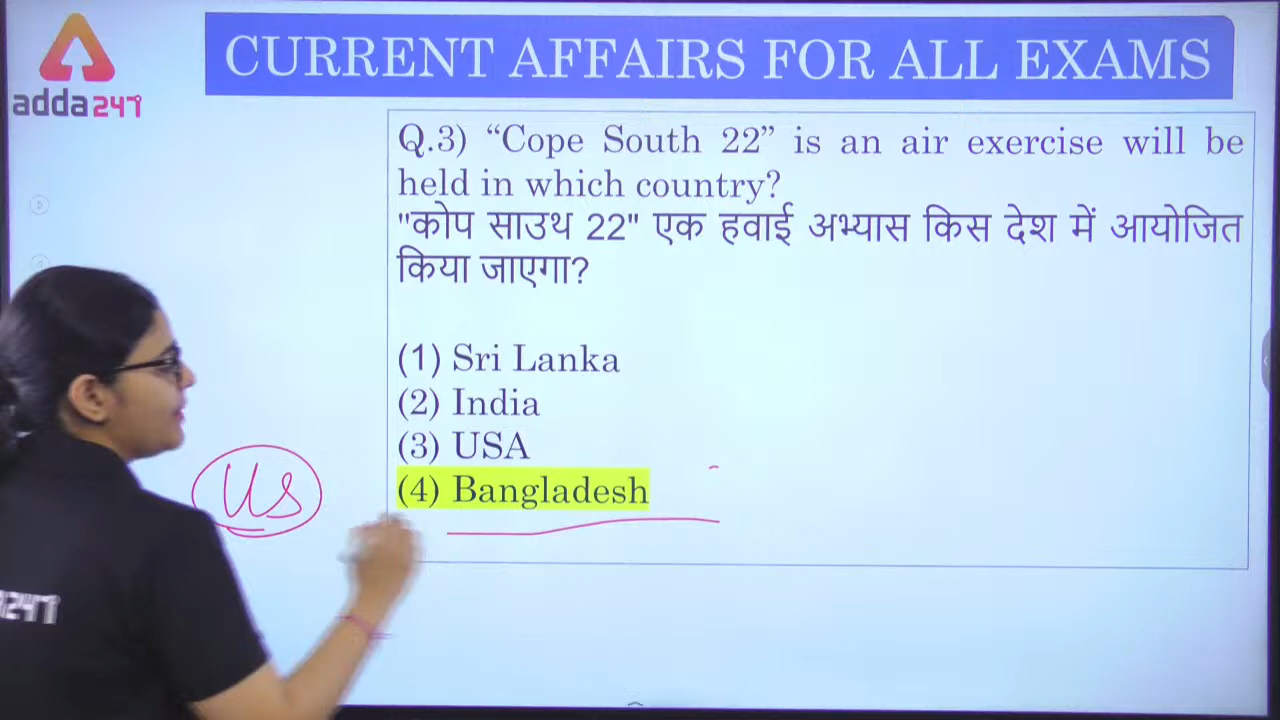 CURRENT AFFAIRS FOR ALL EXAMS
adda247
Q.3) “Cope South 22” is an air exercise will be
held in which country?
"कोप साउथ 22" एक हवाई अभ्यास किस देश में आयोजित
किया जाएगा?
(1) Sri Lanka
(2) India
(3) USA
(4) Bangladesh
US
247